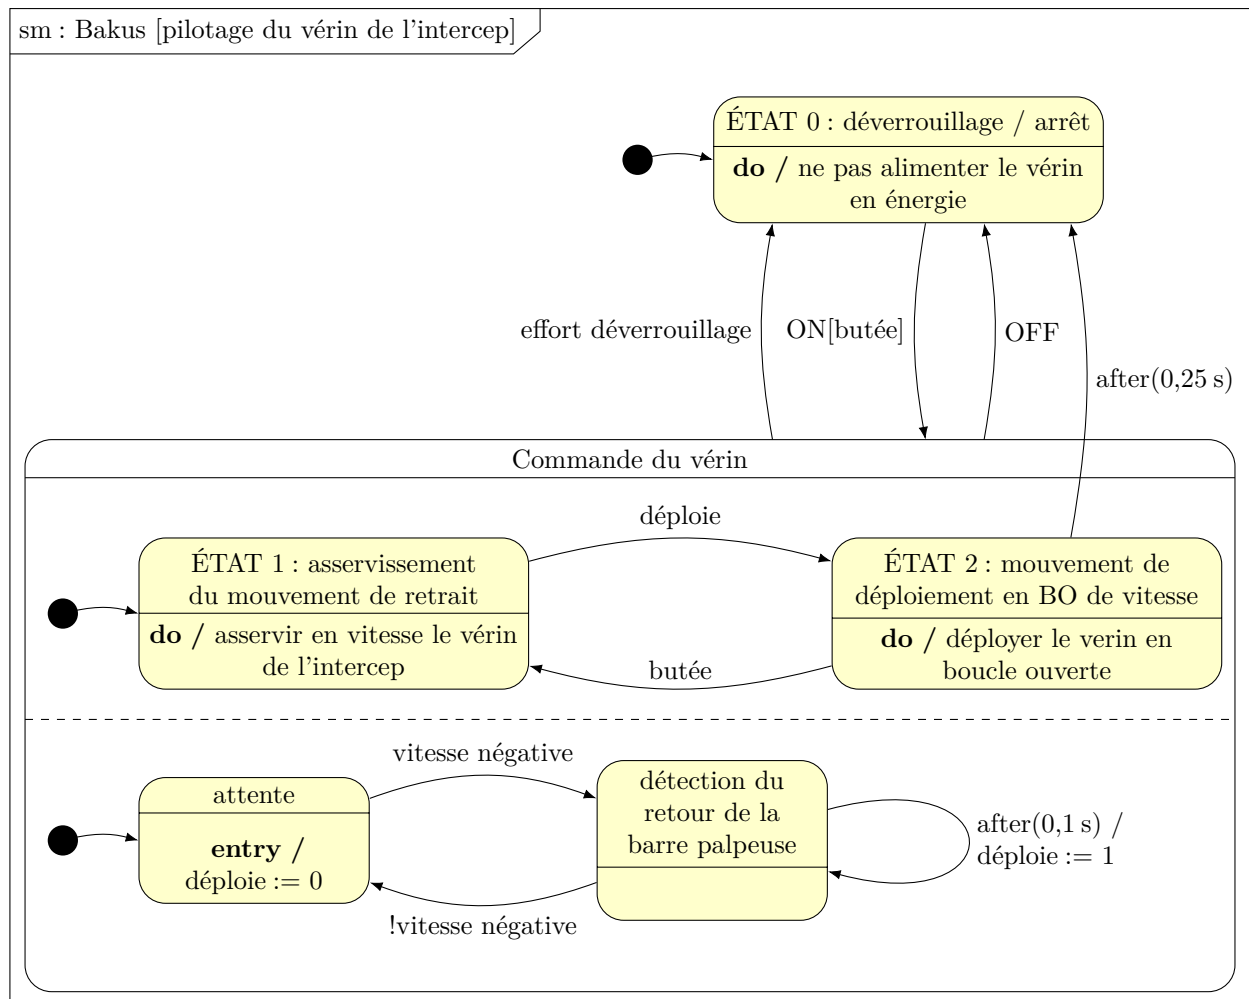 sm : Bakus [pilotage du vérin de l'intercep]
ÉTAT 0 : déverrouillage / arrêt
do / ne pas alimenter le vérin
en énergie
effort déverrouillage
ON[butée]
OFF
after(0,25 s)
Commande du vérin
déploie
ÉTAT 1 : asservissement
du mouvement de retrait
do / asservir en vitesse le vérin
de l'intercep
ÉTAT 2 : mouvement de
déploiement en BO de vitesse
do / déployer le verin en
boucle ouverte
butée
vitesse négative
attente
entry /
déploie := 0
détection du
retour de la
barre palpeuse
after(0,1 s) /
déploie := 1
!vitesse négative